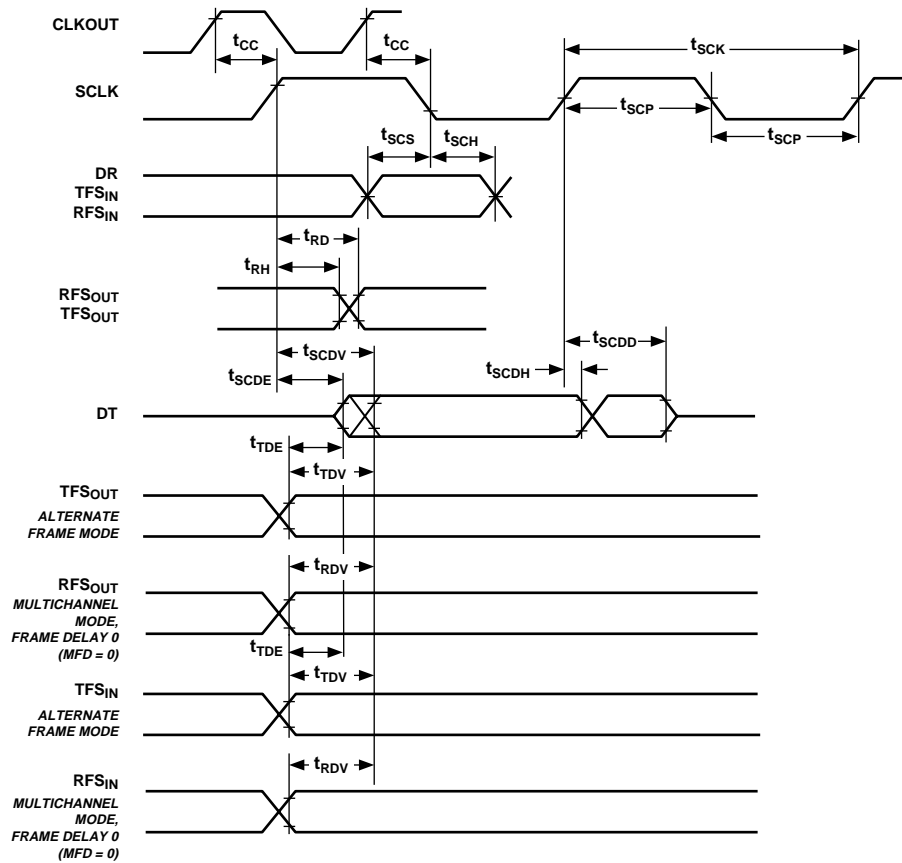 CLKOUT
tCC
tCC
tSCK
SCLK
tSCP
tSCP
tSCS
tSCH
DR
TFSIN
RFSIN
tRD
tRH
RFSOUT
TFSOUT
tSCDV
tSCDD
tSCDE
tSCDH
DT
tTDE
tTDV
TFSOUT
ALTERNATE
FRAME MODE
tRDV
RFSOUT
MULTICHANNEL
MODE,
FRAME DELAY 0
(MFD = 0)
tTDE
tTDV
TFSIN
ALTERNATE
FRAME MODE
tRDV
RFSIN
MULTICHANNEL
MODE,
FRAME DELAY 0
(MFD = 0)